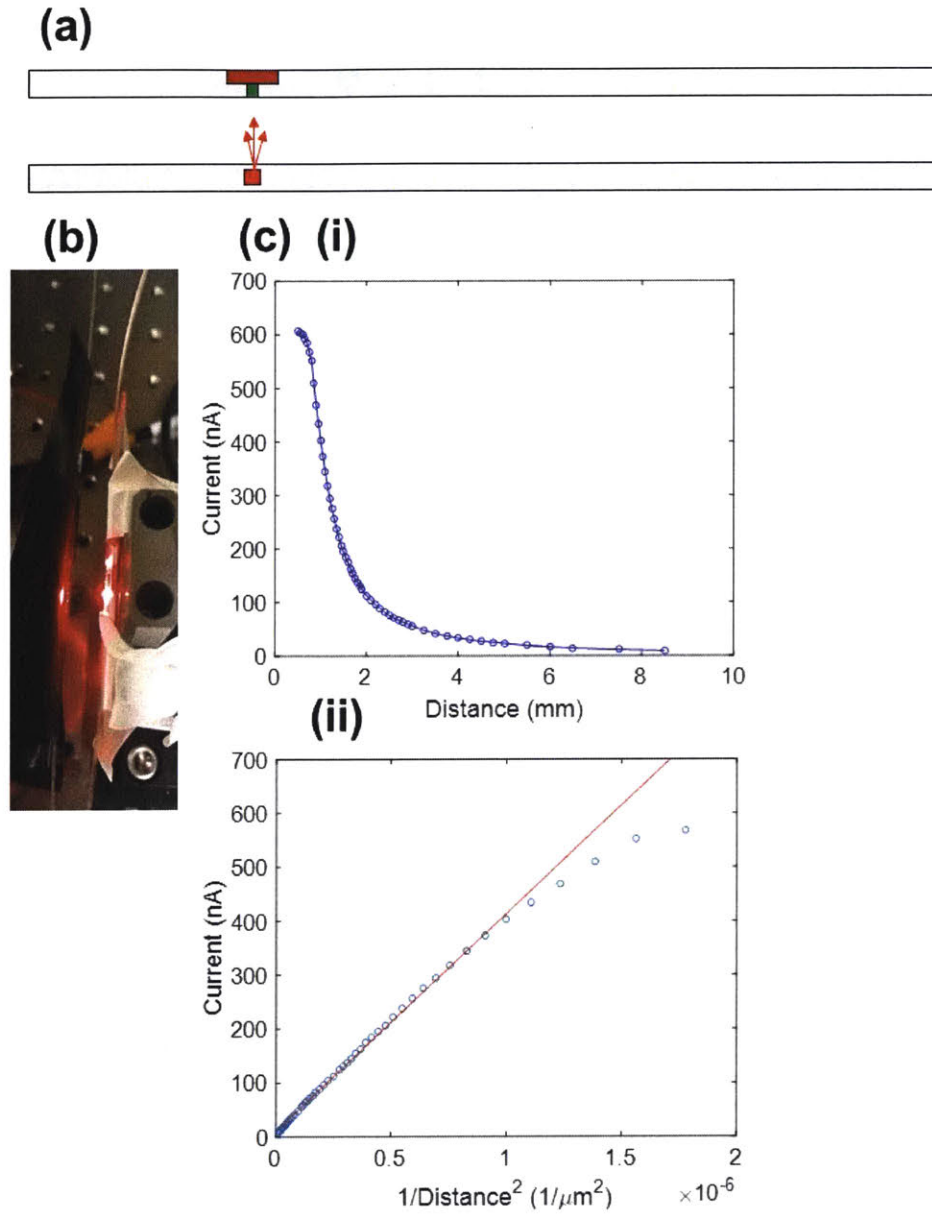 (a)
(b)
(c) (i)
700
600
500
400
300
200
100
0
Current (nA)
0 2 4 6 8 10
Distance (mm)
(ii)
700
600
500
400
300
200
100
0
Current (nA)
0 0.5 1 1.5 2
1/Distance² (1/μm²) ×10⁻⁶